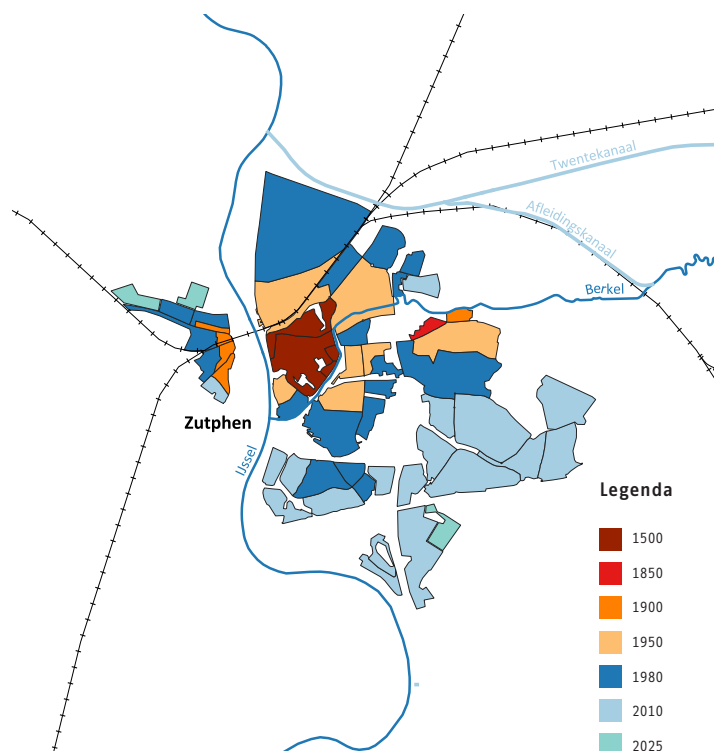 Twentekanaal
Afleidingskanaal
Berkel
Zutphen
IJssel
Legenda
1500
1850
1900
1950
1980
2010
2025